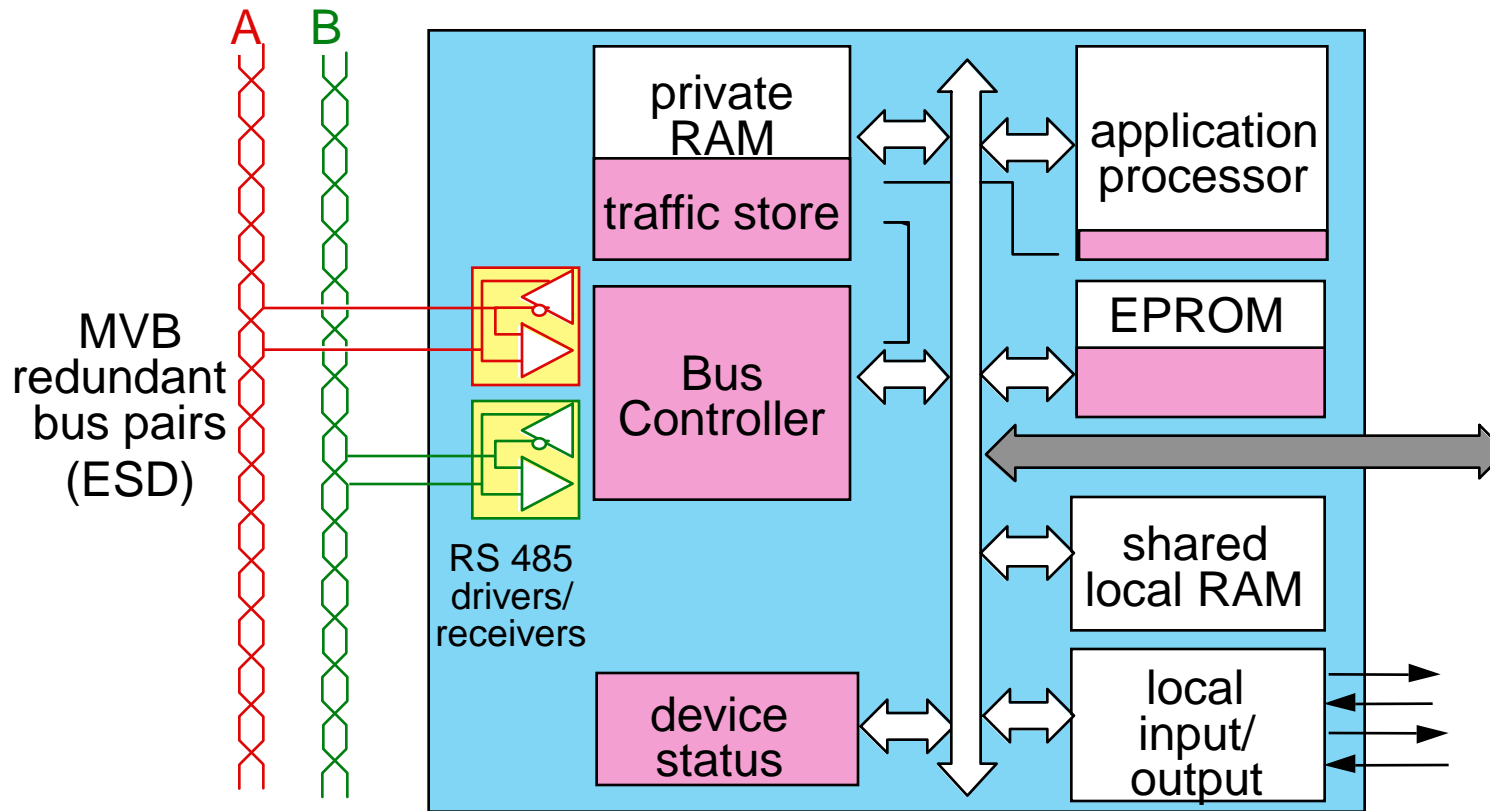 A
B
private
RAM
traffic store
application
processor
EPROM
MVB
redundant
bus pairs
(ESD)
Bus
Controller
RS 485
drivers/
receivers
shared
local RAM
device
status
local
input/
output